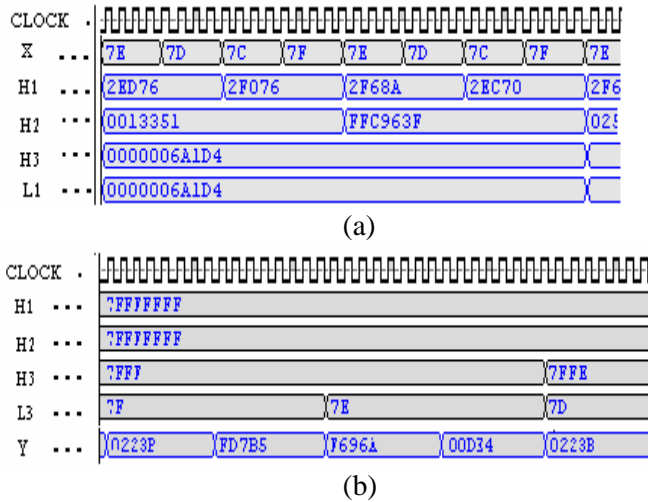 CLOCK .
X ... 7E 7D 7C 7F 7E 7D 7C 7F 7E
H1 ... 2ED76 2F076 2F68A 2EC70 2F6
H2 ... 0013351 FFC963F 025
H3 ... 0000006A1D4
L1 ... 0000006A1D4
(a)
CLOCK .
H1 ... 7FFFFFFF
H2 ... 7FFFFFFF
H3 ... 7FFF 7FFE
L3 ... 7F 7E 7D
Y ... FD7B5 F696A 00D34 0223B
(b)